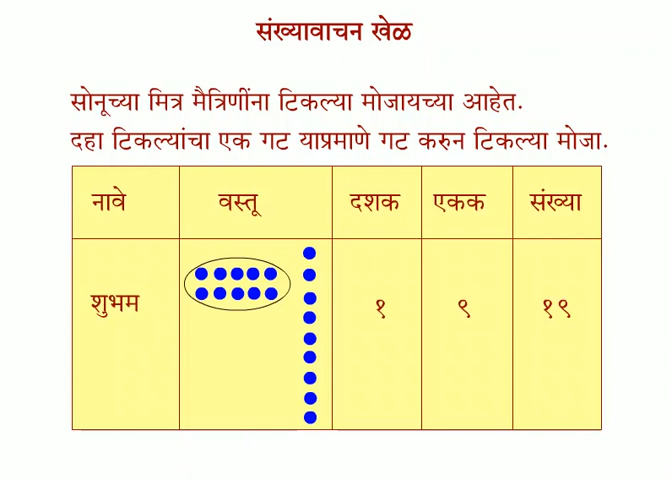 संख्यावाचन खेळ
सोनूच्या मित्र मैत्रिणींना टिकल्या मोजायच्या आहेत.
दहा टिकल्यांचा एक गट याप्रमाणे गट करुन टिकल्या मोजा.
नावे वस्तू दशक एकक संख्या
शुभम १ ९ १९